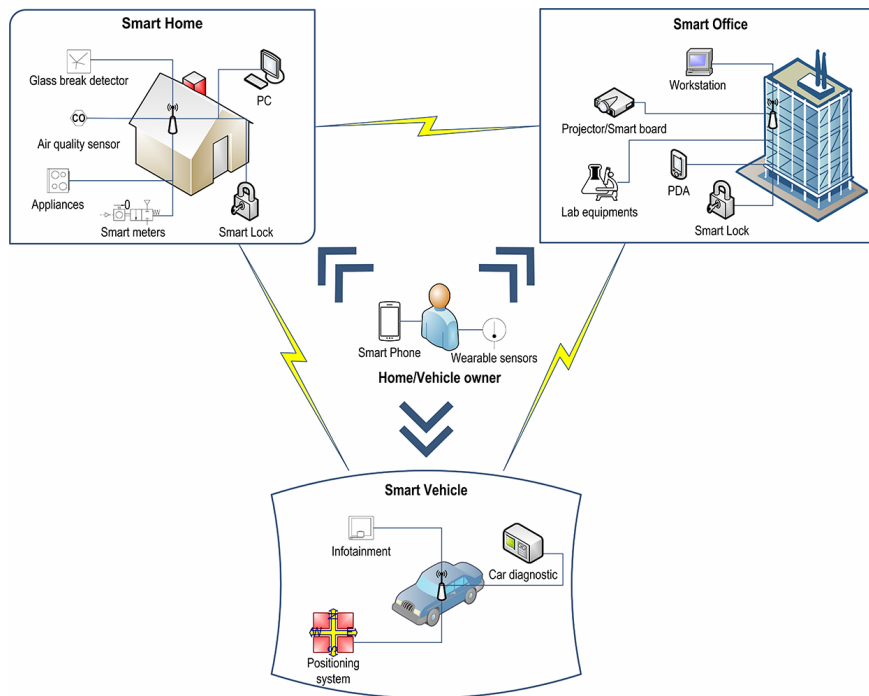 Smart Home
Glass break detector
PC
CO
Air quality sensor
Appliances
Smart meters
Smart Lock
Smart Office
Workstation
Projector/Smart board
Lab equipments
PDA
Smart Lock
Smart Phone
Wearable sensors
Home/Vehicle owner
Smart Vehicle
Infotainment
Car diagnostic
N
W E
S
Positioning
system